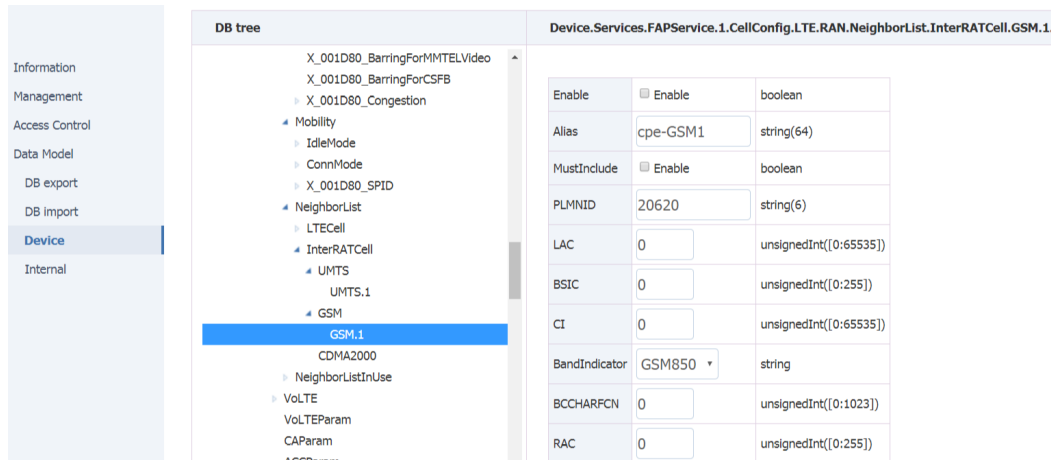 Information
Management
Access Control
Data Model
DB export
DB import
Device
Internal
DB tree
X_001D80_BarringForMMTELVideo
X_001D80_BarringForCSFB
X_001D80_Congestion
Mobility
IdleMode
ConnMode
X_001D80_SPID
NeighborList
LTECell
InterRATCell
UMTS
UMTS.1
GSM
GSM.1
CDMA2000
NeighborListInUse
VoLTE
VoLTEParam
CAParam
Device.Services.FAPService.1.CellConfig.LTE.RAN.NeighborList.InterRATCell.GSM.1.
Enable Enable boolean
Alias cpe-GSM1 string(64)
MustInclude Enable boolean
PLMNID 20620 string(6)
LAC 0 unsignedInt([0:65535])
BSIC 0 unsignedInt([0:255])
CI 0 unsignedInt([0:65535])
BandIndicator GSM850 string
BCCHARFCN 0 unsignedInt([0:1023])
RAC 0 unsignedInt([0:255])